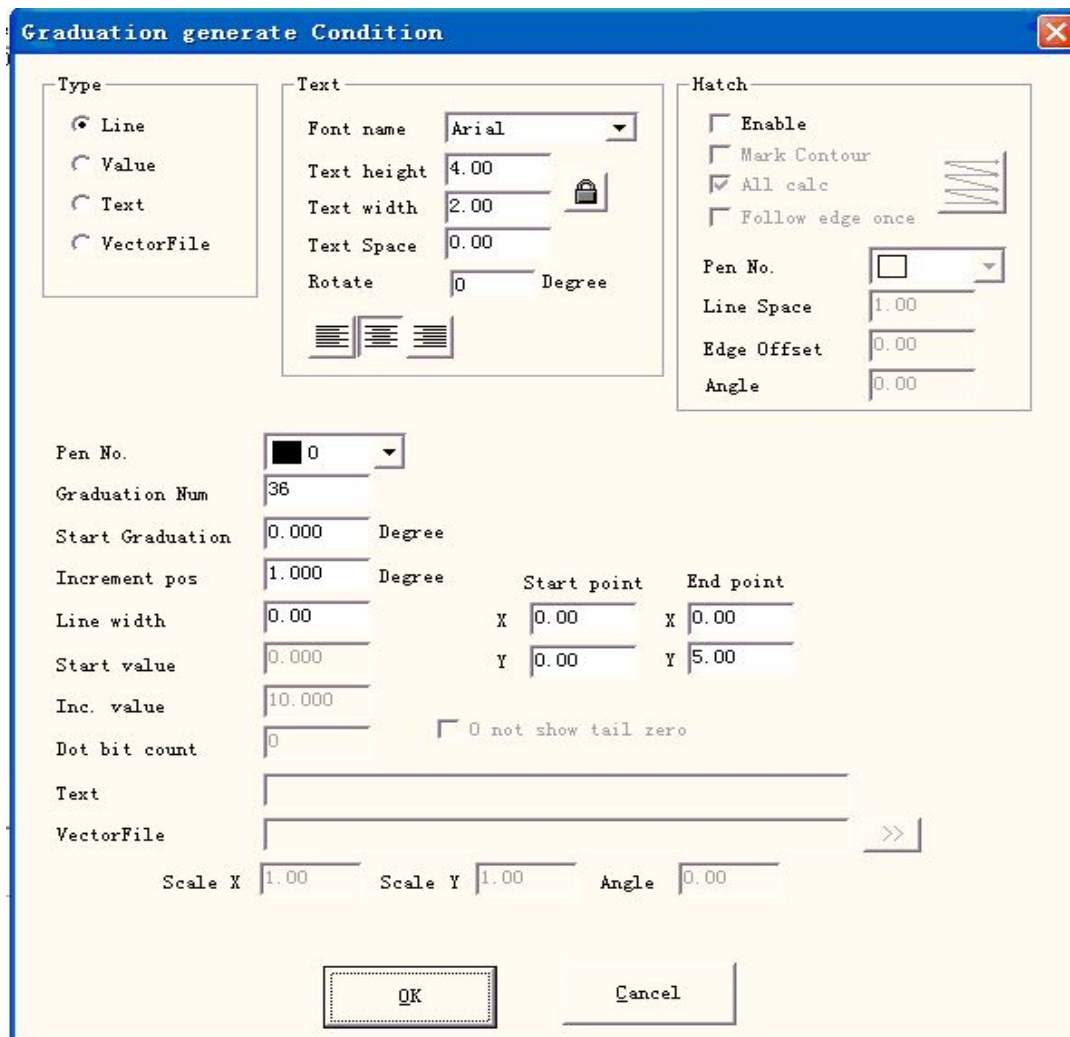 Graduation generate Condition
Type
Line
Value
Text
VectorFile
Text
Font name Arial
Text height 4.00
Text width 2.00
Text Space 0.00
Rotate 0 Degree
Hatch
Enable
Mark Contour
All calc
Follow edge once
Pen No.
Line Space 1.00
Edge Offset 0.00
Angle 0.00
Pen No. 0
Graduation Num 36
Start Graduation 0.000 Degree
Increment pos 1.000 Degree
Line width 0.00
Start value 0.000
Inc. value 10.000
Dot bit count 0
Start point End point
X 0.00 X 0.00
Y 0.00 Y 5.00
0 not show tail zero
Text
VectorFile >>
Scale X 1.00 Scale Y 1.00 Angle 0.00
OK Cancel